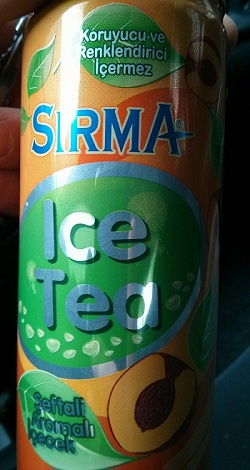 Koruyucu ve
Renklendirici
İçermez
SIRMA®
Ice
Tea
Şeftali
Aromalı
İçecek